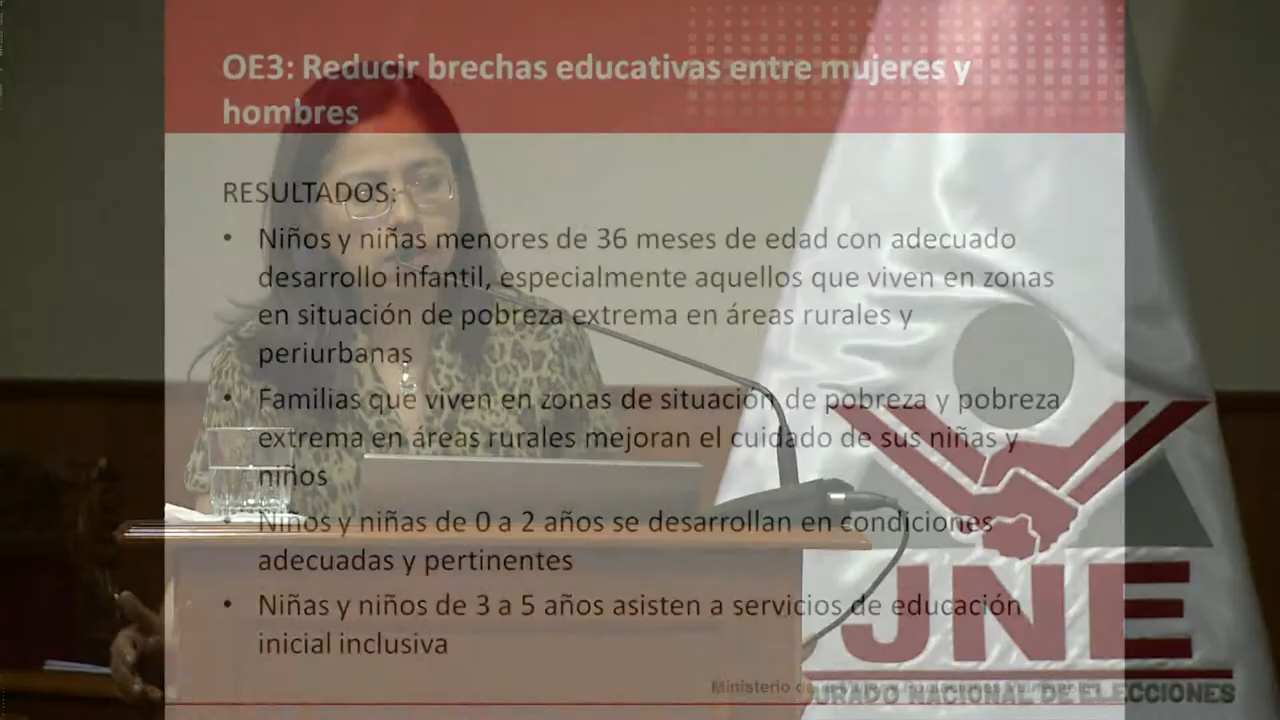 OE3: Reducir brechas educativas entre mujeres y
hombres
RESULTADOS:
• Niños y niñas menores de 36 meses de edad con adecuado
desarrollo infantil, especialmente aquellos que viven en zonas
en situación de pobreza extrema en áreas rurales y
periurbanas
• Familias que viven en zonas de situación de pobreza y pobreza
extrema en áreas rurales mejoran el cuidado de sus niñas y
niños
• Niños y niñas de 0 a 2 años se desarrollan en condiciones
adecuadas y pertinentes
• Niñas y niños de 3 a 5 años asisten a servicios de educación
inicial inclusiva
Ministerio
JNE
JURADO NACIONAL DE ELECCIONES